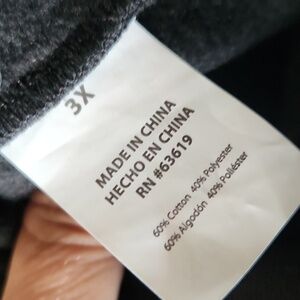 3X
MADE IN CHINA
HECHO EN CHINA
RN #63619
60% Cotton 40% Polyester
60% Algodón 40% Poliéster